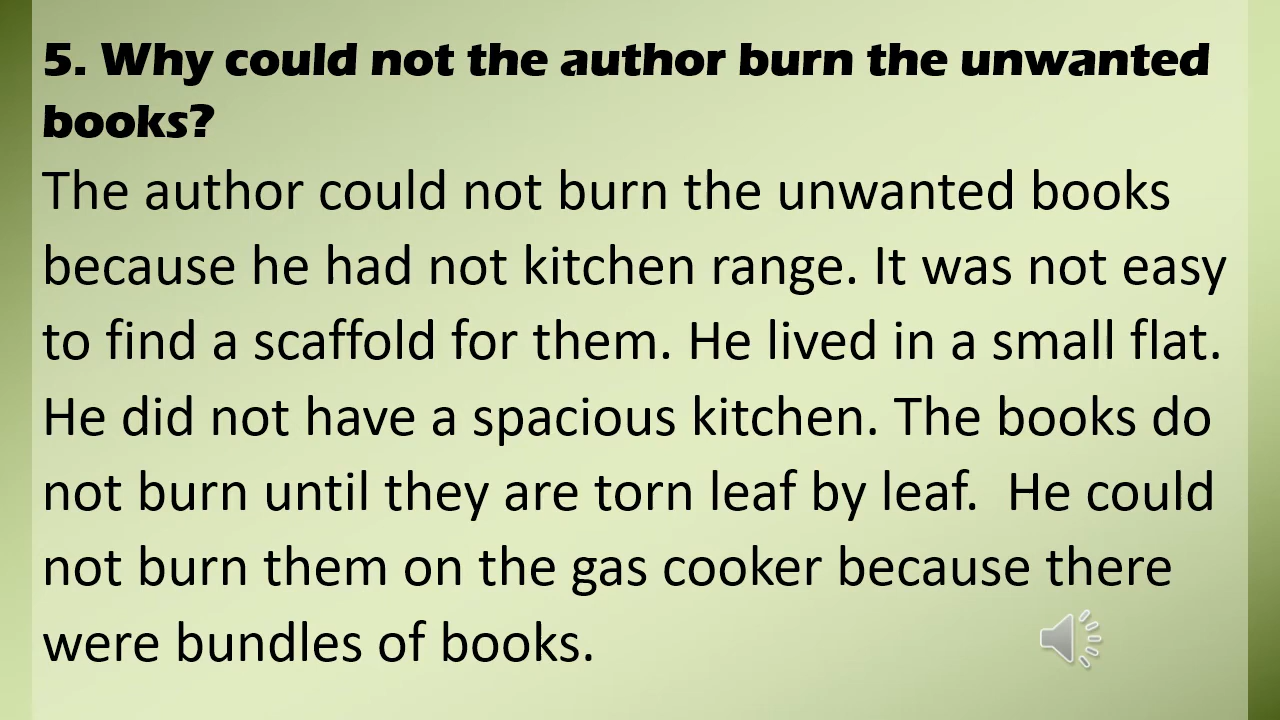 5. Why could not the author burn the unwanted
books?
The author could not burn the unwanted books
because he had not kitchen range. It was not easy
to find a scaffold for them. He lived in a small flat.
He did not have a spacious kitchen. The books do
not burn until they are torn leaf by leaf.  He could
not burn them on the gas cooker because there
were bundles of books.